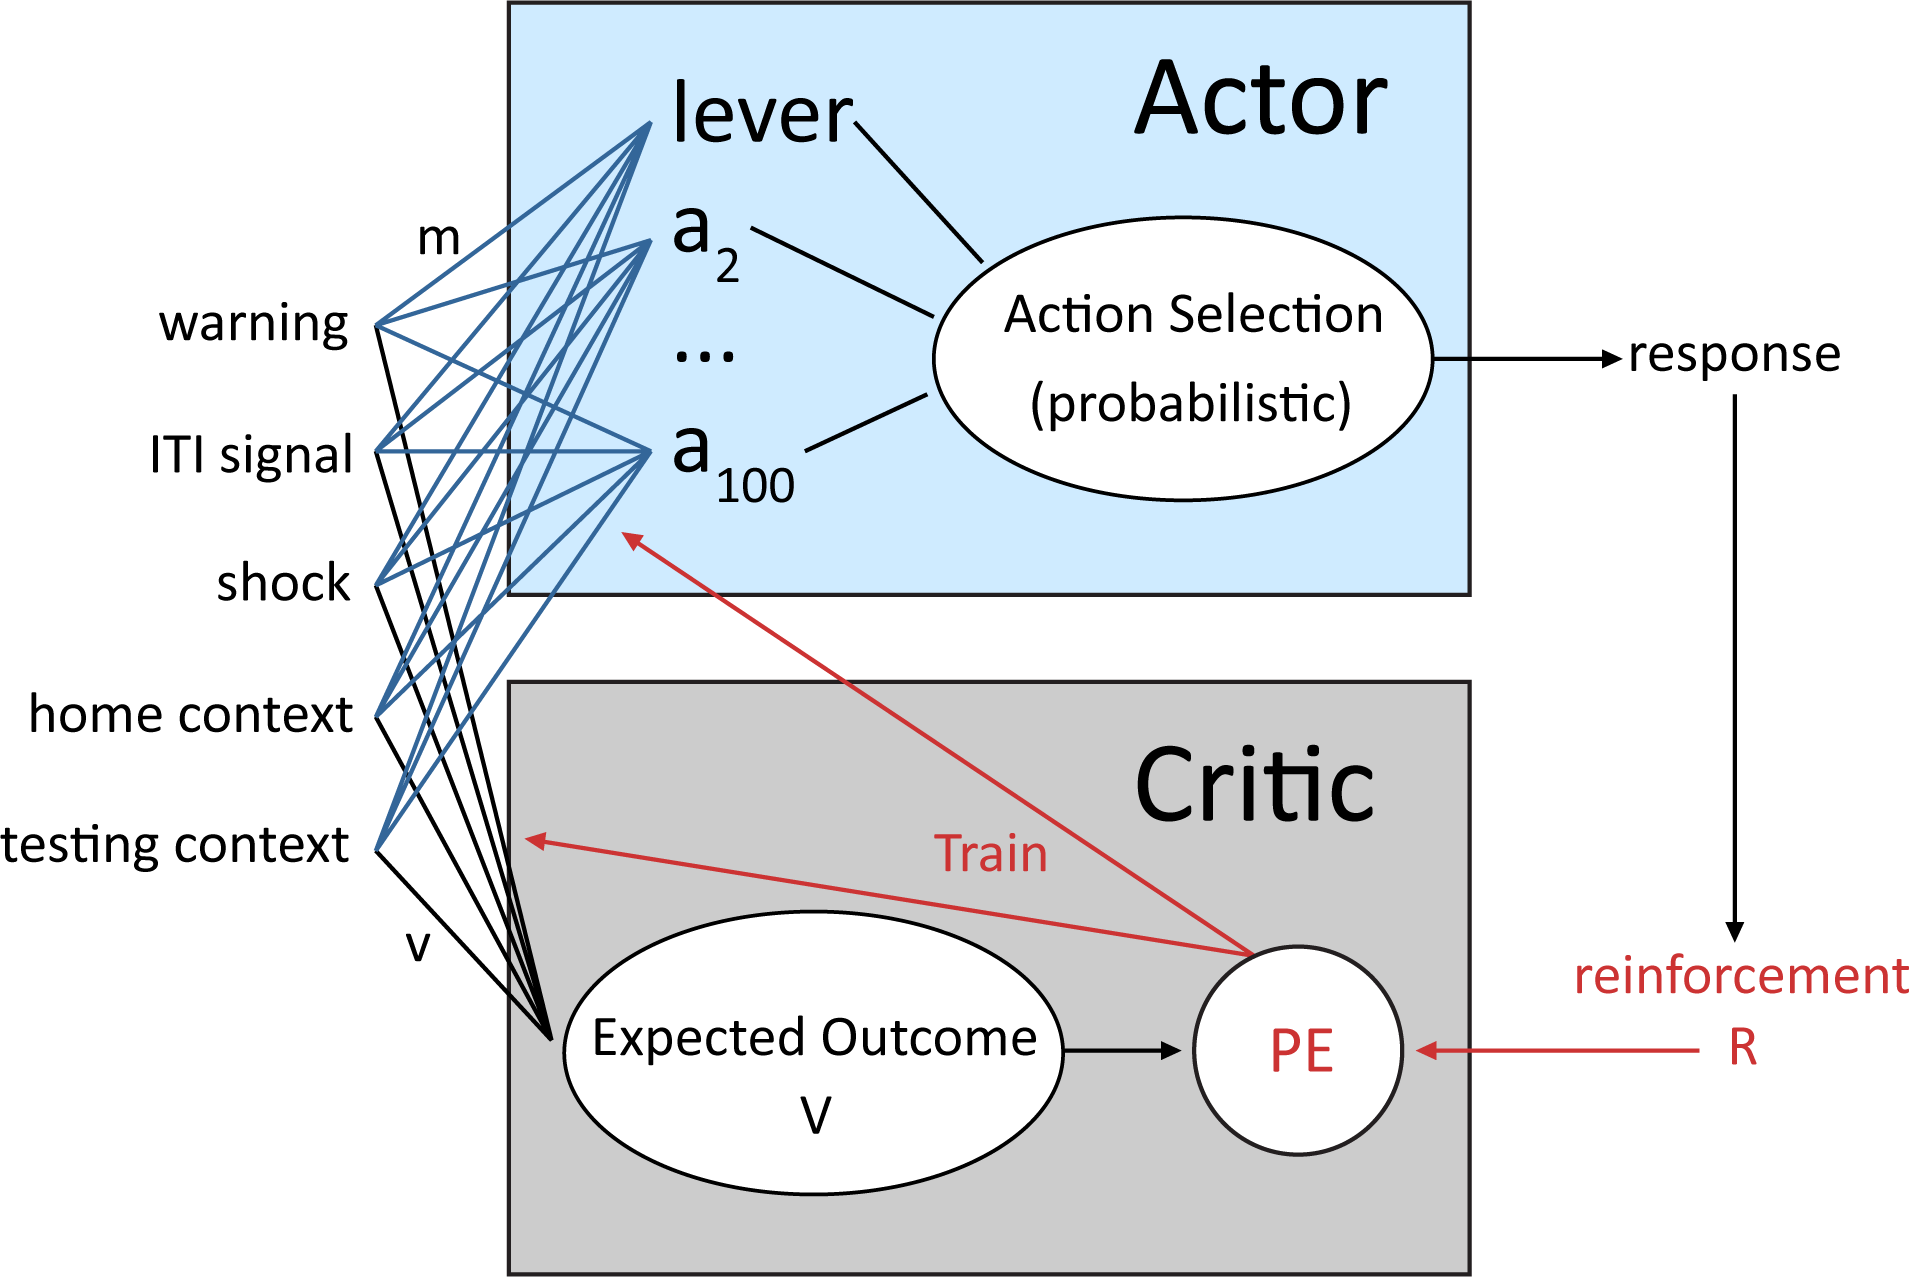 Actor
lever
a2
...
a100
Action Selection
(probabilistic)
response
m
warning
ITI signal
shock
home context
testing context
v
Critic
Train
Expected Outcome
V
PE
reinforcement
R